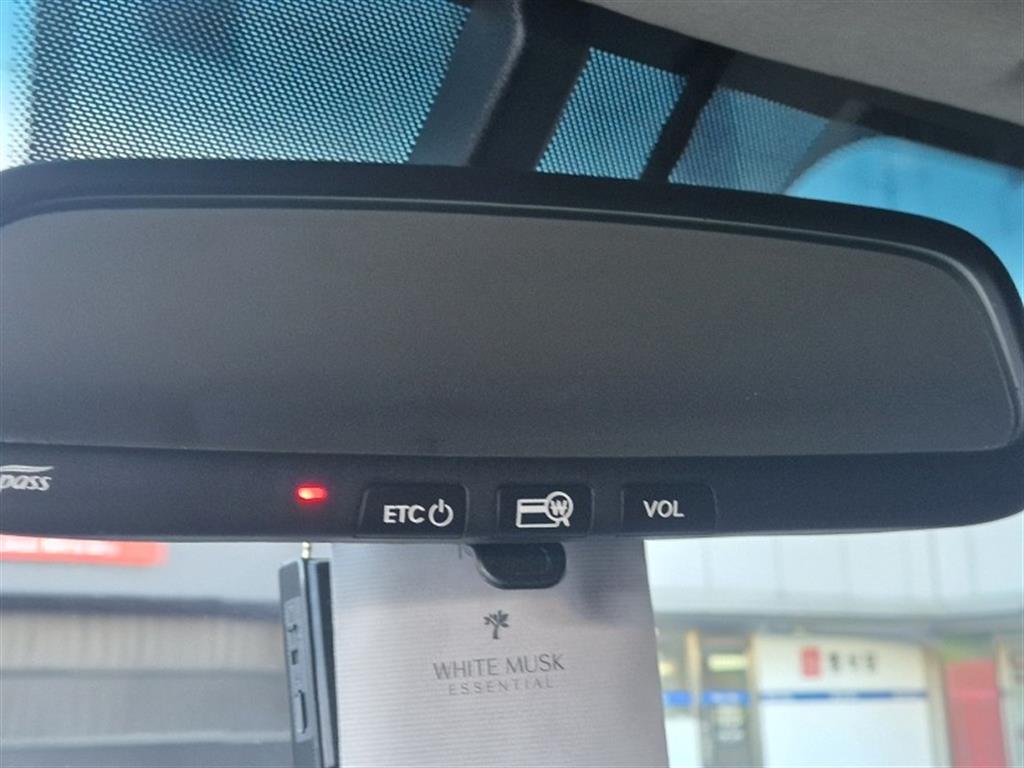 pass
ETC
W
VOL
WHITE MUSK
ESSENTIAL